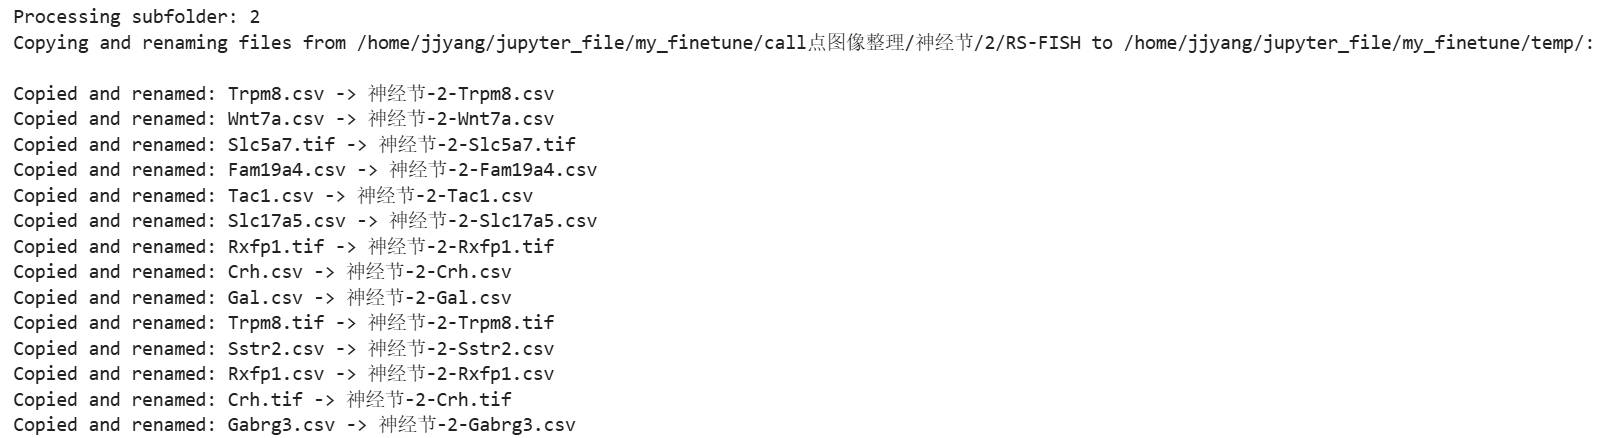 Processing subfolder: 2
Copying and renaming files from /home/jjyang/jupyter_file/my_finetune/call点图像整理/神经节/2/RS-FISH to /home/jjyang/jupyter_file/my_finetune/temp/:
Copied and renamed: Trpm8.csv -> 神经节-2-Trpm8.csv
Copied and renamed: Wnt7a.csv -> 神经节-2-Wnt7a.csv
Copied and renamed: Slc5a7.tif -> 神经节-2-Slc5a7.tif
Copied and renamed: Fam19a4.csv -> 神经节-2-Fam19a4.csv
Copied and renamed: Tac1.csv -> 神经节-2-Tac1.csv
Copied and renamed: Slc17a5.csv -> 神经节-2-Slc17a5.csv
Copied and renamed: Rxfp1.tif -> 神经节-2-Rxfp1.tif
Copied and renamed: Crh.csv -> 神经节-2-Crh.csv
Copied and renamed: Gal.csv -> 神经节-2-Gal.csv
Copied and renamed: Trpm8.tif -> 神经节-2-Trpm8.tif
Copied and renamed: Sstr2.csv -> 神经节-2-Sstr2.csv
Copied and renamed: Rxfp1.csv -> 神经节-2-Rxfp1.csv
Copied and renamed: Crh.tif -> 神经节-2-Crh.tif
Copied and renamed: Gabrg3.csv -> 神经节-2-Gabrg3.csv